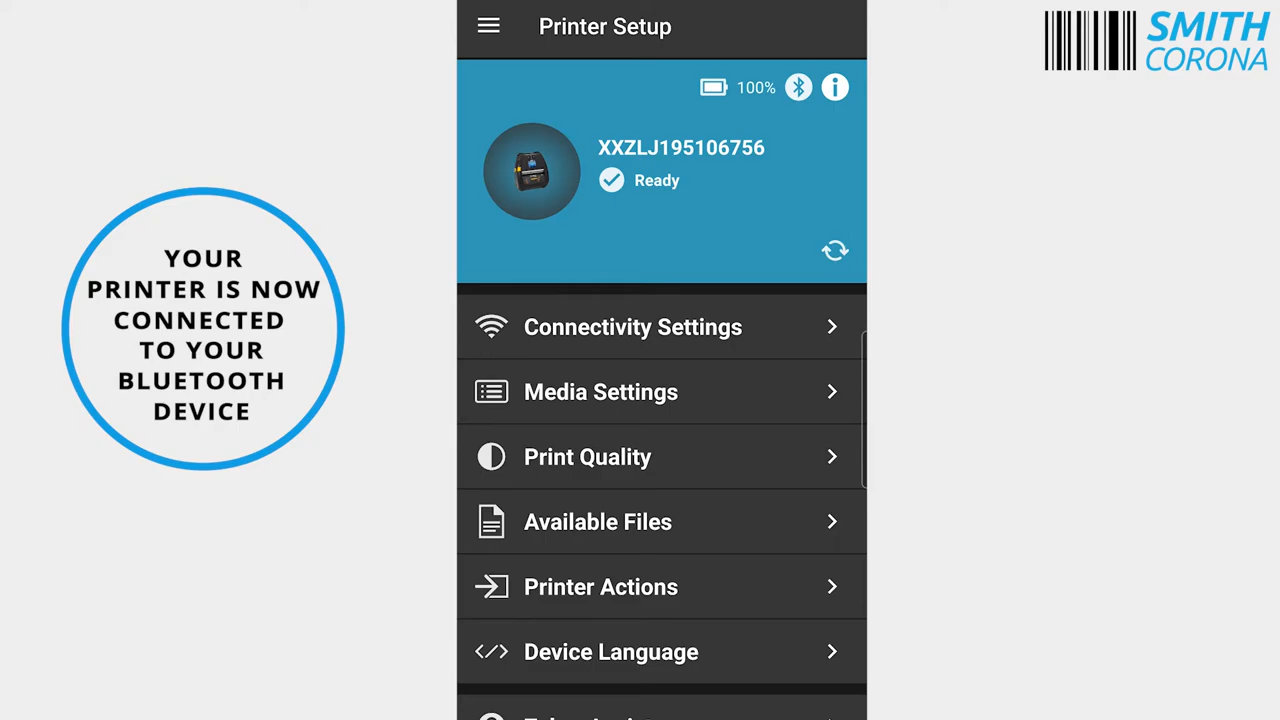 Printer Setup
SMITH
CORONA
100%
XXZLJ195106756
Ready
YOUR
PRINTER IS NOW
CONNECTED
TO YOUR
BLUETOOTH
DEVICE
Connectivity Settings
Media Settings
Print Quality
Available Files
Printer Actions
Device Language